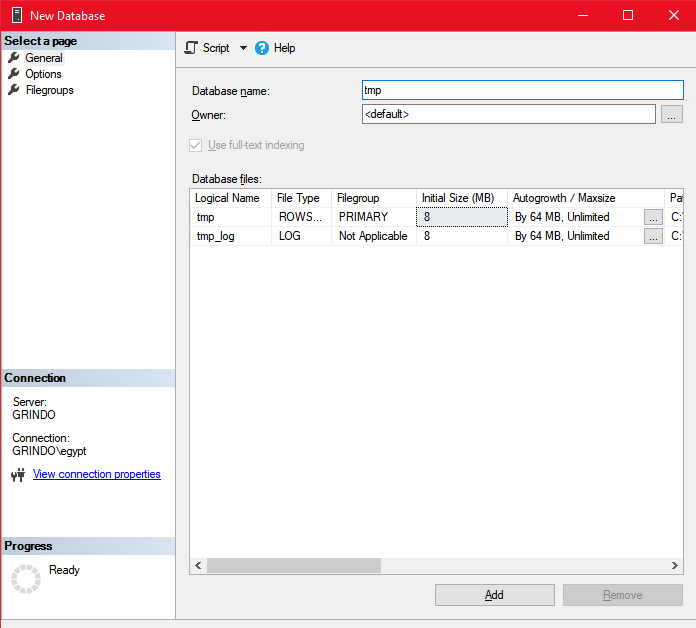 New Database
Select a page
General
Options
Filegroups
Script Help
Database name: tmp
Owner: <default> ...
Use full-text indexing
Database files:
Logical Name File Type Filegroup Initial Size (MB) Autogrowth / Maxsize Pat
tmp ROWS... PRIMARY 8 By 64 MB, Unlimited ... C:\
tmp_log LOG Not Applicable 8 By 64 MB, Unlimited ... C:\
Connection
Server:
GRINDO
Connection:
GRINDO\egypt
View connection properties
Progress
Ready
Add Remove